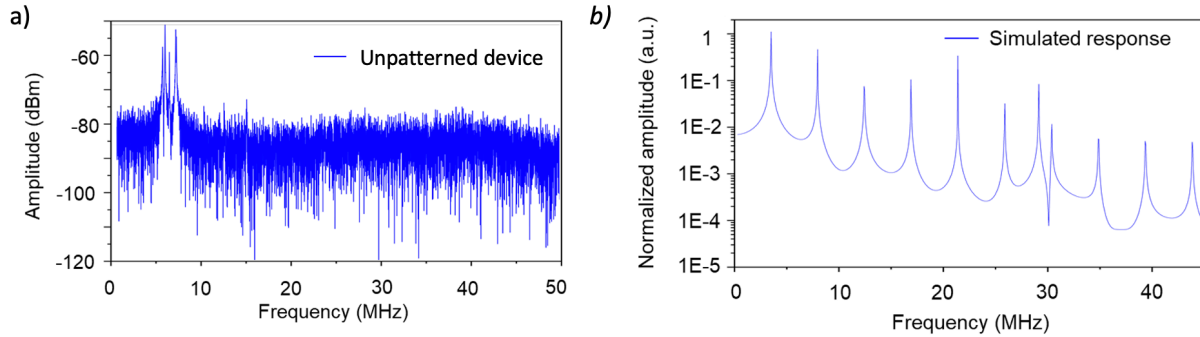 a)
Amplitude (dBm)
-60
-80
-100
-120
Unpatterned device
0 10 20 30 40 50
Frequency (MHz)
b)
Normalized amplitude (a.u.)
1
1E-1
1E-2
1E-3
1E-4
1E-5
Simulated response
0 10 20 30 40
Frequency (MHz)